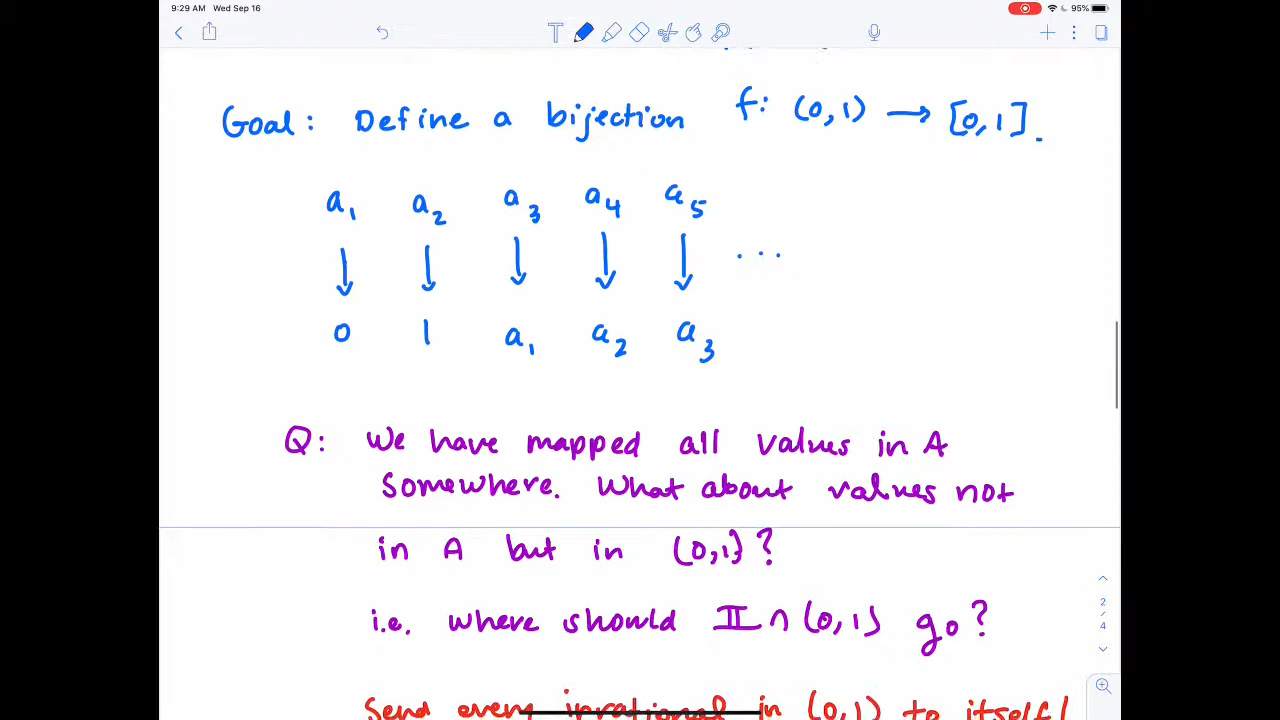 9:29 AM Wed Sep 16
95%
Goal: Define a bijection f: (0,1) → [0,1].
a₁ a₂ a₃ a₄ a₅
↓ ↓ ↓ ↓ ↓ ...
0 1 a₁ a₂ a₃
Q: We have mapped all values in A
somewhere. What about values not
in A but in (0,1)?
i.e. where should 𝕀∩(0,1) go?
2
4
Send every irrational in (0,1) to itself!